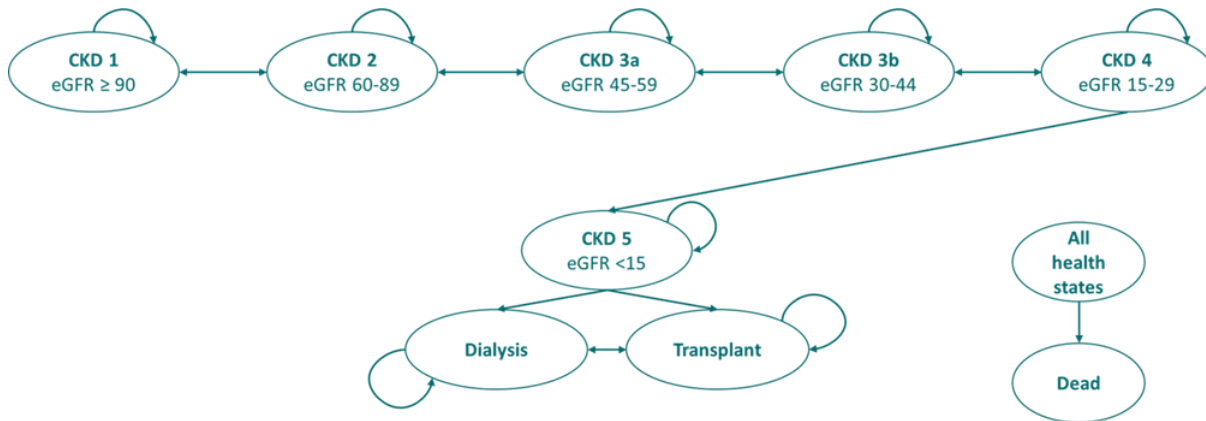 CKD 1
eGFR ≥ 90
CKD 2
eGFR 60-89
CKD 3a
eGFR 45-59
CKD 3b
eGFR 30-44
CKD 4
eGFR 15-29
CKD 5
eGFR <15
All
health
states
Dialysis
Transplant
Dead